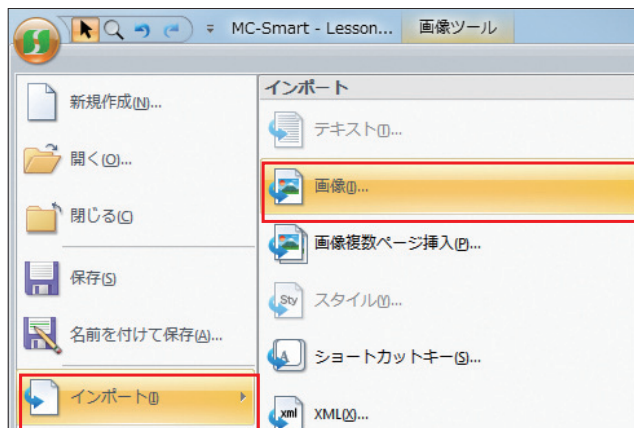 MC-Smart - Lesson... 画像ツール
新規作成(N)...
開く(O)...
閉じる(C)
保存(S)
名前を付けて保存(A)...
インポート(I)
インポート
テキスト(T)...
画像(I)...
画像複数ページ挿入(P)...
Sty スタイル(Y)...
A ショートカットキー(S)...
xml XML(X)...